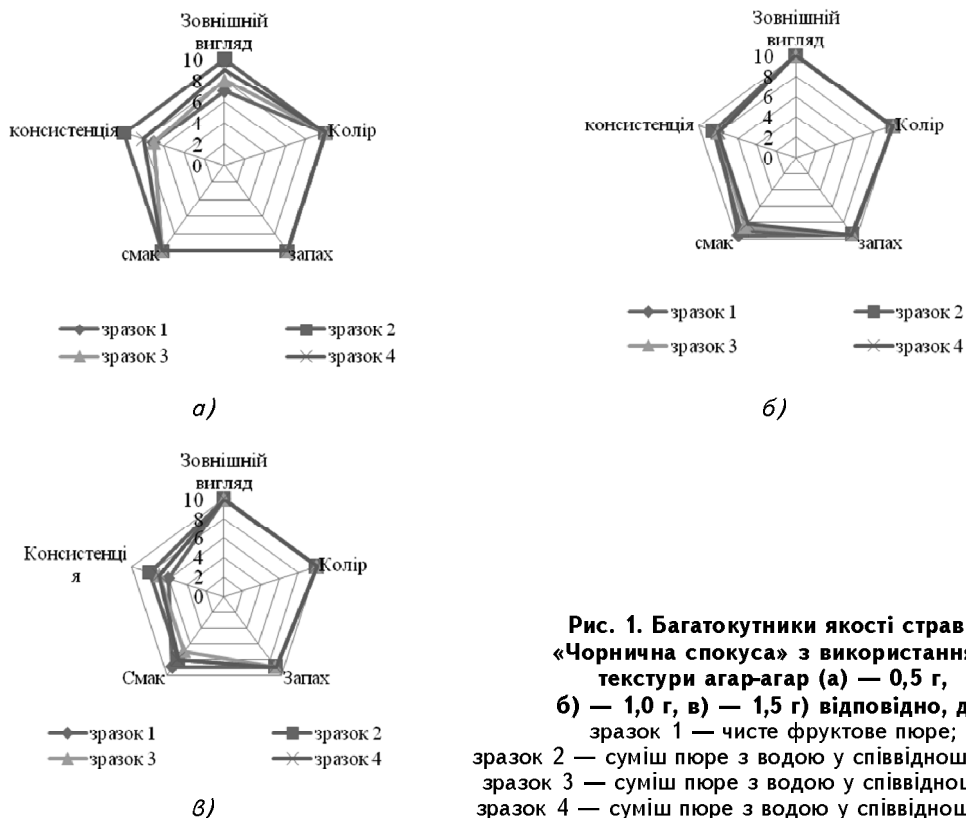 Зовнішній
вигляд
10
8
6
4
2
0
консистенція
Колір
смак
запах
зразок 1
зразок 2
зразок 3
зразок 4
а)
Зовнішній
вигляд
10
8
6
4
2
0
консистенція
Колір
смак
запах
зразок 1
зразок 2
зразок 3
зразок 4
б)
Зовнішній
вигляд
10
8
6
4
2
0
Консистенці
я
Колір
Смак
Запах
зразок 1
зразок 2
зразок 3
зразок 4
в)
Рис. 1. Багатокутники якості страв
«Чорнична спокуса» з використанн
текстури агар-агар (а) — 0,5 г,
б) — 1,0 г, в) — 1,5 г) відповідно, д
зразок 1 — чисте фруктове пюре;
зразок 2 — суміш пюре з водою у співвіднош
зразок 3 — суміш пюре з водою у співвіднош
зразок 4 — суміш пюре з водою у співвіднош